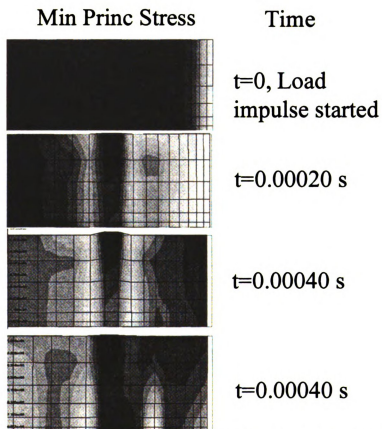 Min Princ Stress
Time
t=0, Load
impulse started
t=0.00020 s
t=0.00040 s
t=0.00040 s